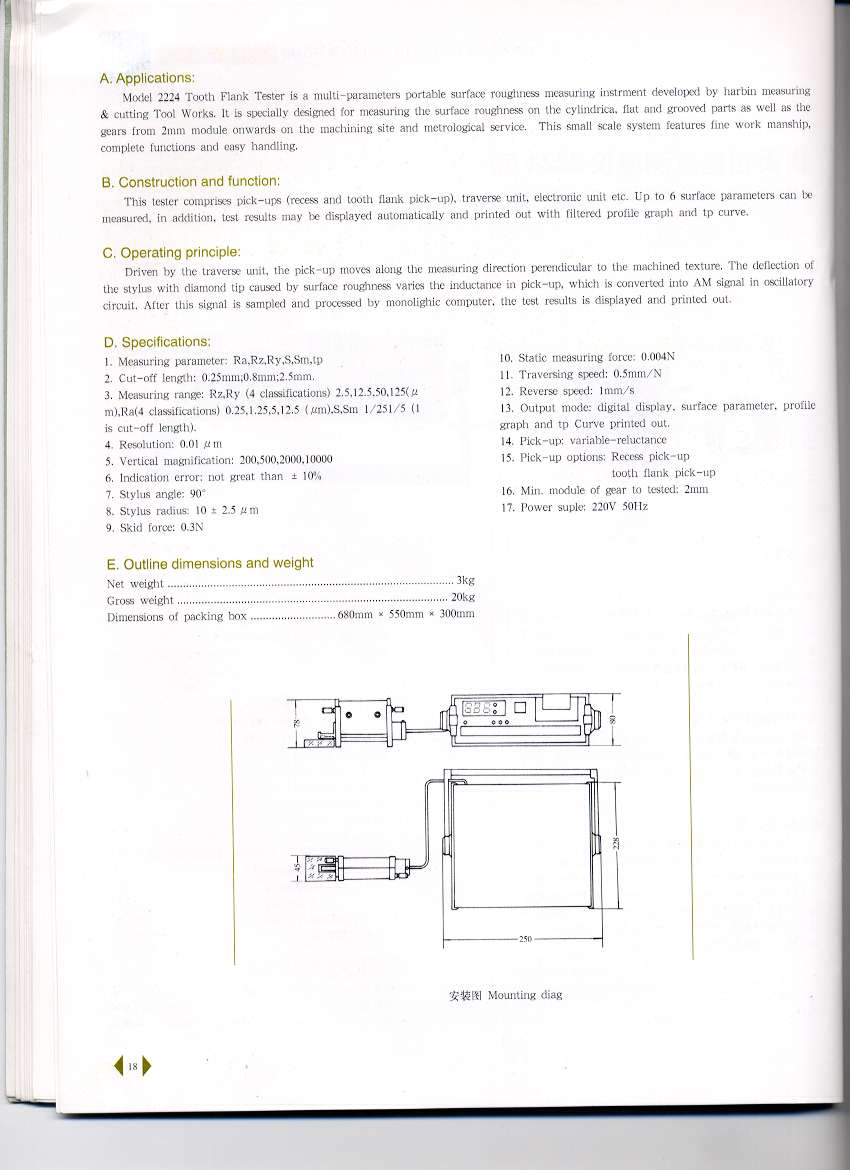 A. Applications:
Model 2224 Tooth Flank Tester is a multi-parameters portable surface roughness measuring instrment developed by harbin measuring
& cutting Tool Works. It is specially designed for measuring the surface roughness on the cylindrica, flat and grooved parts as well as the
gears from 2mm module onwards on the machining site and metrological service. This small scale system features fine work manship,
complete functions and easy handling.
B. Construction and function:
This tester comprises pick-ups (recess and tooth flank pick-up), traverse unit, electronic unit etc. Up to 6 surface parameters can be
measured, in addition, test results may be displayed automatically and printed out with filtered profile graph and tp curve.
C. Operating principle:
Driven by the traverse unit, the pick-up moves along the measuring direction perendicular to the machined texture. The deflection of
the stylus with diamond tip caused by surface roughness varies the inductance in pick-up, which is converted into AM signal in oscillatory
circuit. After this signal is sampled and processed by monolighic computer, the test results is displayed and printed out.
D. Specifications:
1. Measuring parameter: Ra,Rz,Ry,S,Sm,tp
2. Cut-off length: 0.25mm;0.8mm;2.5mm.
3. Measuring range: Rz,Ry (4 classifications) 2.5,12.5,50,125(μ
m),Ra(4 classifications) 0.25,1.25,5,12.5 (μm),S,Sm 1/251/5 (1
is cut-off length).
4. Resolution: 0.01 μm
5. Vertical magnification: 200,500,2000,10000
6. Indication error: not great than ± 10%
7. Stylus angle: 90°
8. Stylus radius: 10 ± 2.5 μm
9. Skid force: 0.3N
10. Static measuring force: 0.004N
11. Traversing speed: 0.5mm/N
12. Reverse speed: 1mm/s
13. Output mode: digital display, surface parameter, profile
graph and tp Curve printed out.
14. Pick-up: variable-reluctance
15. Pick-up options: Recess pick-up
tooth flank pick-up
16. Min. module of gear to tested: 2mm
17. Power suple: 220V 50Hz
E. Outline dimensions and weight
Net weight ........ 3kg
Gross weight ........ 20kg
Dimensions of packing box ........ 680mm × 550mm × 300mm
78
80
45
228
250
安装图 Mounting diag
18